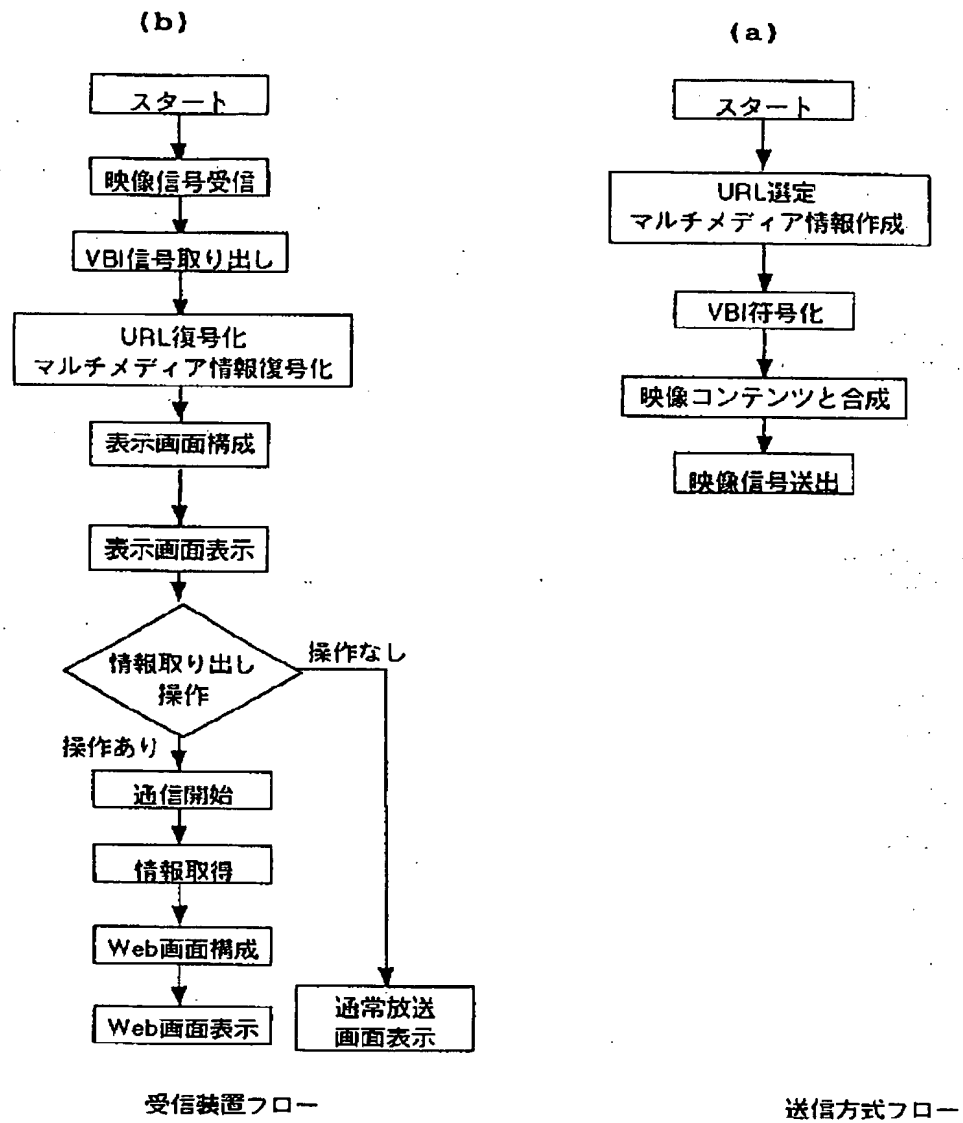 (b)
スタート
映像信号受信
VBI信号取り出し
URL復号化
マルチメディア情報復号化
表示画面構成
表示画面表示
情報取り出し
操作
操作なし
操作あり
通信開始
情報取得
Web画面構成
Web画面表示
通常放送
画面表示
受信装置フロー
(a)
スタート
URL選定
マルチメディア情報作成
VBI符号化
映像コンテンツと合成
映像信号送出
送信方式フロー